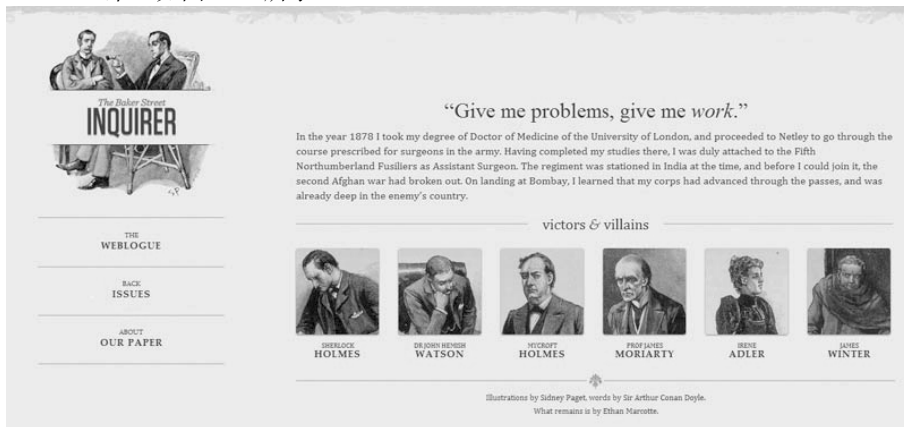 The Baker Street
INQUIRER
THE
WEBLOGUE
BACK
ISSUES
ABOUT
OUR PAPER
“Give me problems, give me work.”
In the year 1878 I took my degree of Doctor of Medicine of the University of London, and proceeded to Netley to go through the
course prescribed for surgeons in the army. Having completed my studies there, I was duly attached to the Fifth
Northumberland Fusiliers as Assistant Surgeon. The regiment was stationed in India at the time, and before I could join it, the
second Afghan war had broken out. On landing at Bombay, I learned that my corps had advanced through the passes, and was
already deep in the enemy’s country.
victors & villains
SHERLOCK
HOLMES
DR JOHN HEMISH
WATSON
MYCROFT
HOLMES
PROF JAMES
MORIARTY
IRENE
ADLER
JAMES
WINTER
Illustrations by Sidney Paget, words by Sir Arthur Conan Doyle.
What remains is by Ethan Marcotte.